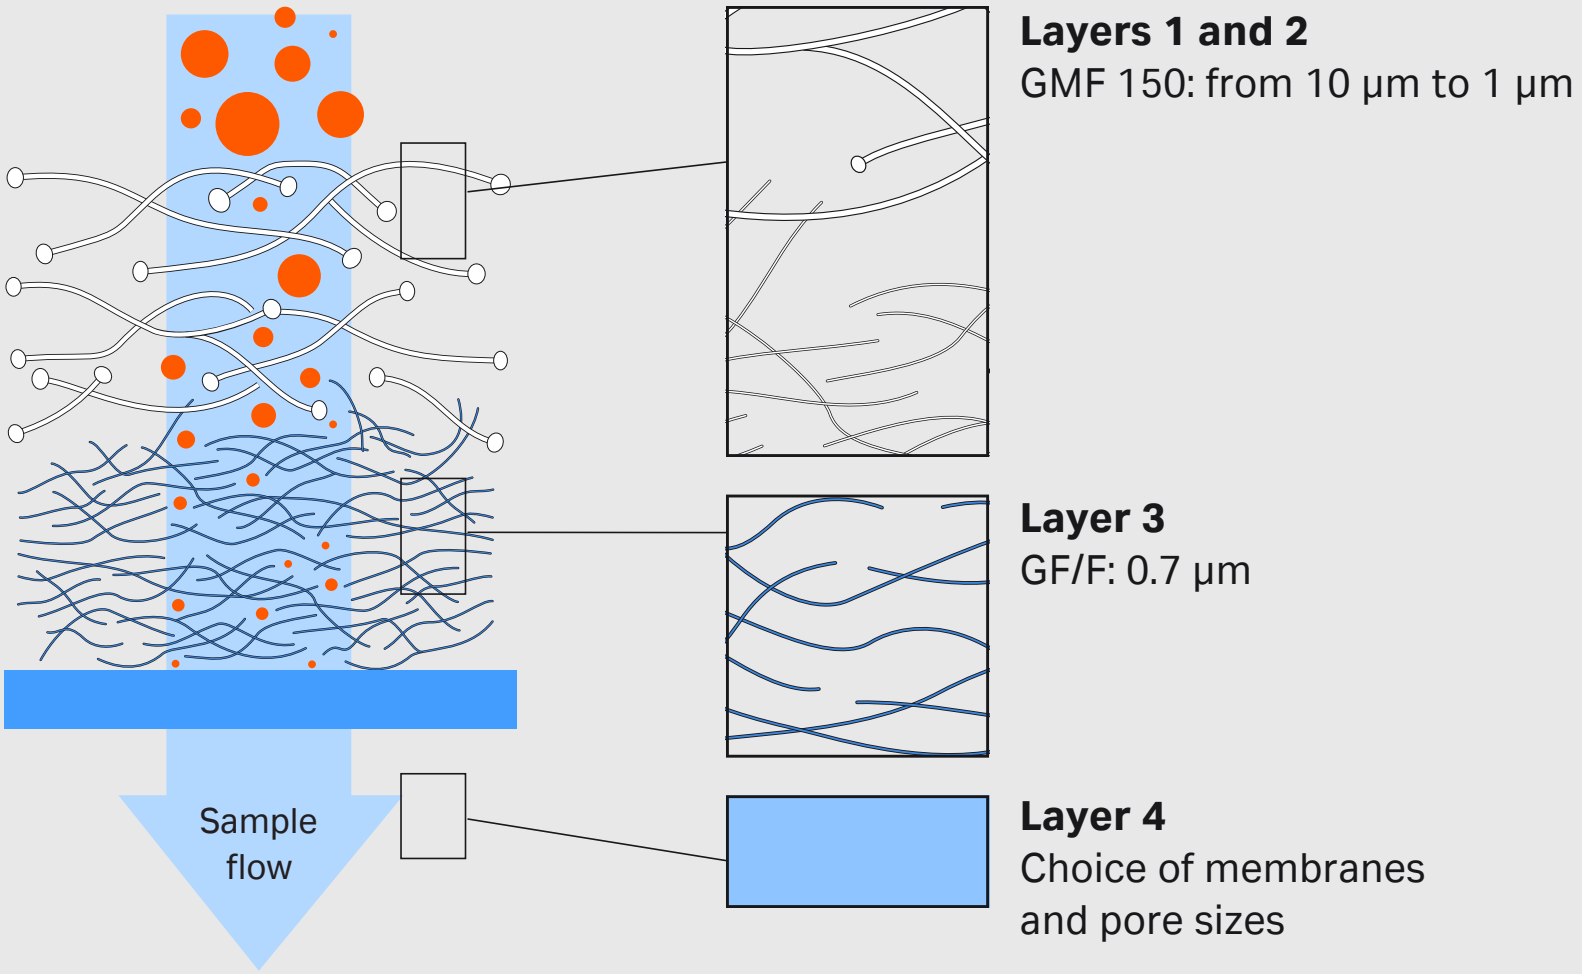 Layers 1 and 2
GMF 150: from 10 µm to 1 µm
Layer 3
GF/F: 0.7 µm
Sample
flow
Layer 4
Choice of membranes
and pore sizes